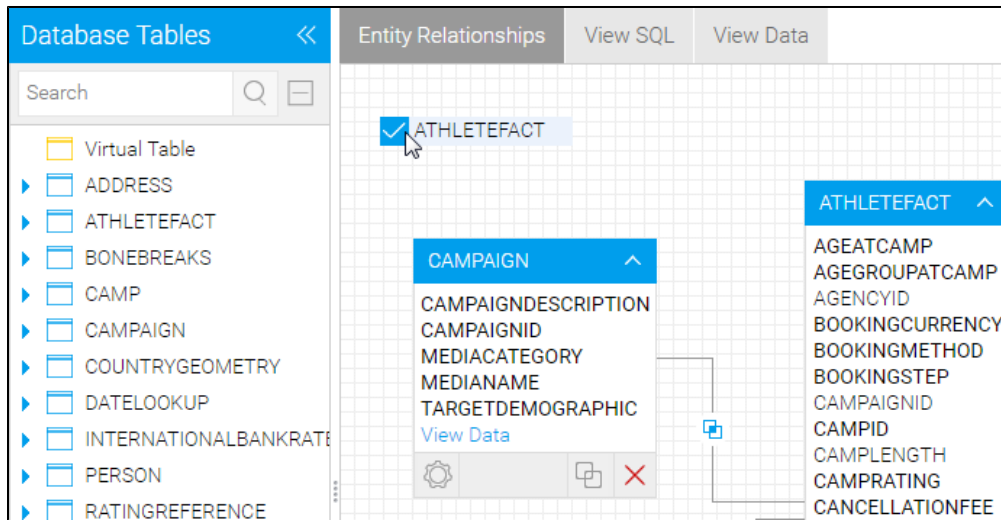 Database Tables
Search
Virtual Table
ADDRESS
ATHLETEFACT
BONEBREAKS
CAMP
CAMPAIGN
COUNTRYGEOMETRY
DATELOOKUP
INTERNATIONALBANKRATE
PERSON
RATINGREFERENCE
Entity Relationships View SQL View Data
ATHLETEFACT
CAMPAIGN
CAMPAIGNDESCRIPTION
CAMPAIGNID
MEDIACATEGORY
MEDIANAME
TARGETDEMOGRAPHIC
View Data
ATHLETEFACT
AGEATCAMP
AGEGROUPATCAMP
AGENCYID
BOOKINGCURRENCY
BOOKINGMETHOD
BOOKINGSTEP
CAMPAIGNID
CAMPID
CAMPLENGTH
CAMPRATING
CANCELLATIONFEE